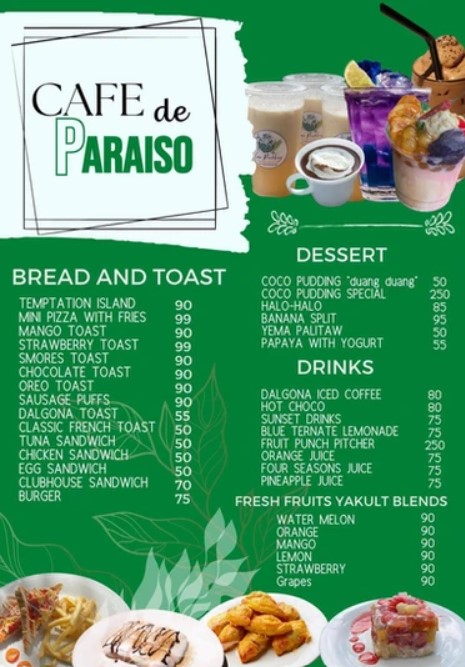 CAFE de
PARAISO
BREAD AND TOAST
TEMPTATION ISLAND 90
MINI PIZZA WITH FRIES 99
MANGO TOAST 90
STRAWBERRY TOAST 99
SMORES TOAST 90
CHOCOLATE TOAST 90
OREO TOAST 90
SAUSAGE PUFFS 90
DALGONA TOAST 55
CLASSIC FRENCH TOAST 50
TUNA SANDWICH 50
CHICKEN SANDWICH 50
EGG SANDWICH 50
CLUBHOUSE SANDWICH 70
BURGER 75
DESSERT
COCO PUDDING "duang duang" 50
COCO PUDDING SPECIAL 250
HALO-HALO 85
BANANA SPLIT 95
YEMA PALITAW 50
PAPAYA WITH YOGURT 55
DRINKS
DALGONA ICED COFFEE 80
HOT CHOCO 80
SUNSET DRINKS 75
BLUE TERNATE LEMONADE 75
FRUIT PUNCH PITCHER 250
ORANGE JUICE 75
FOUR SEASONS JUICE 75
PINEAPPLE JUICE 75
FRESH FRUITS YAKULT BLENDS
WATER MELON 90
ORANGE 90
MANGO 90
LEMON 90
STRAWBERRY 90
Grapes 90